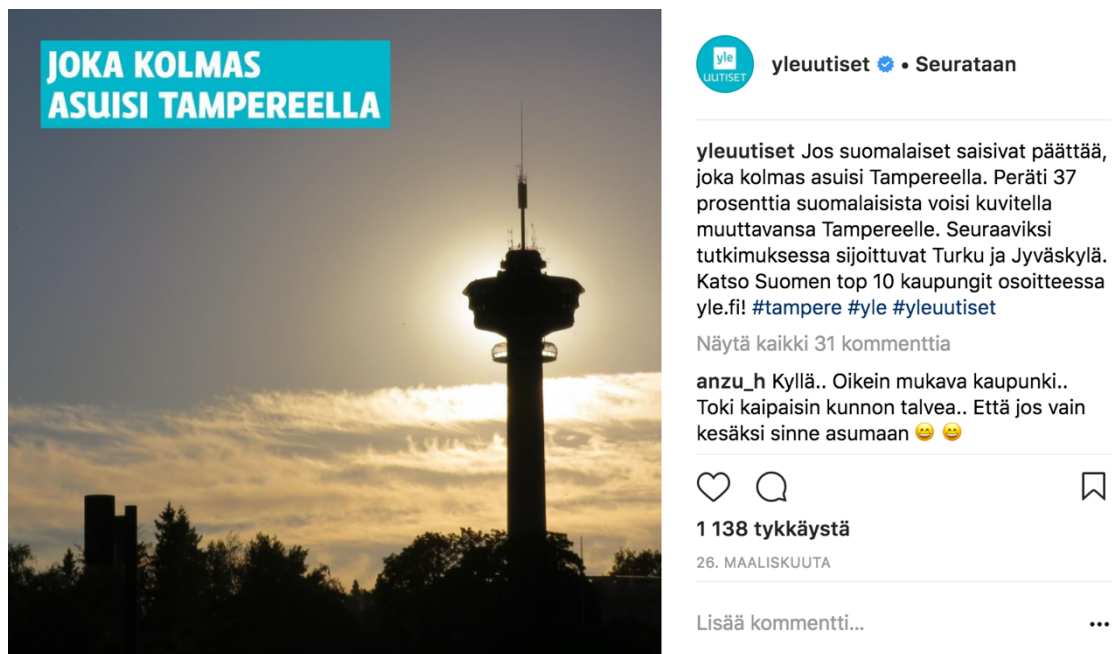 JOKA KOLMAS
ASUISI TAMPEREELLA
yle
UUTISET
yleuutiset • Seurataan
yleuutiset Jos suomalaiset saisivat päättää,
joka kolmas asuisi Tampereella. Peräti 37
prosenttia suomalaisista voisi kuvitella
muuttavansa Tampereelle. Seuraaviksi
tutkimuksessa sijoittuvat Turku ja Jyväskylä.
Katso Suomen top 10 kaupungit osoitteessa
yle.fi! #tampere #yle #yleuutiset
Näytä kaikki 31 kommenttia
anzu_h Kyllä.. Oikein mukava kaupunki..
Toki kaipaisin kunnon talvea.. Että jos vain
kesäksi sinne asumaan 😄 😄
1 138 tykkäystä
26. MAALISKUUTA
Lisää kommentti...